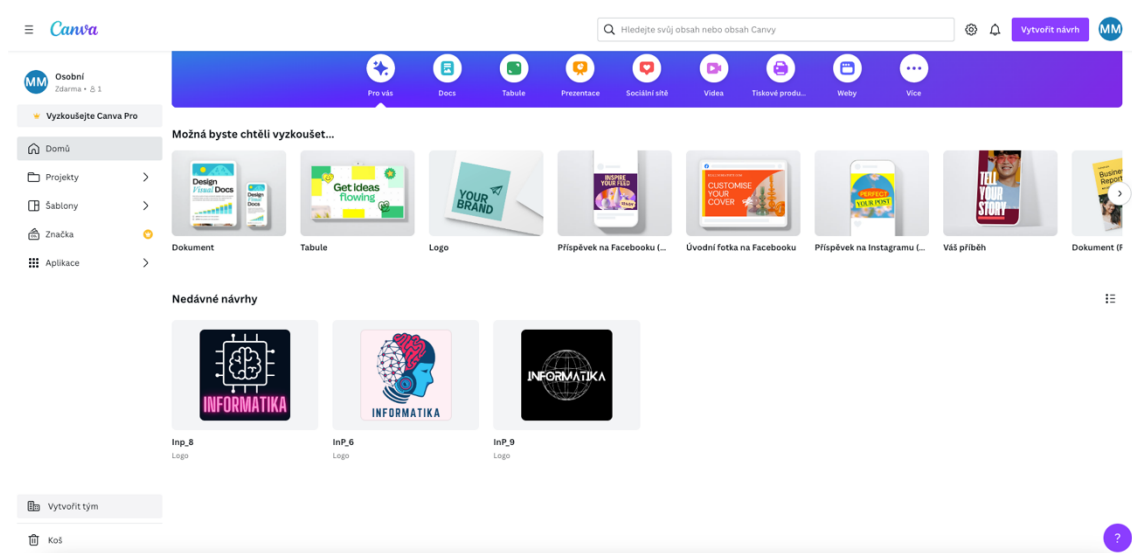 Canva
Hledejte svůj obsah nebo obsah Canvy
Vytvořit návrh
MM
MM
Osobní
Zdarma • 1
Vyzkoušejte Canva Pro
Domů
Projekty
Šablony
Značka
Aplikace
Vytvořit tým
Koš
Pro vás
Docs
Tabule
Prezentace
Sociální sítě
Videa
Tiskové produ...
Weby
Více
Možná byste chtěli vyzkoušet...
Design
Visual Docs
Get ideas
flowing
YOUR
BRAND
INSPIRE
YOUR FEED
CUSTOMISE
YOUR
COVER
PERFECT
YOUR POST
TELL
YOUR
STORY
Dokument
Tabule
Logo
Příspěvek na Facebooku (...
Úvodní fotka na Facebooku
Příspěvek na Instagramu (...
Váš příběh
Dokument (F
Nedávné návrhy
INFORMATIKA
INFORMATIKA
INFORMATIKA
Inp_8
Logo
InP_6
Logo
InP_9
Logo
?